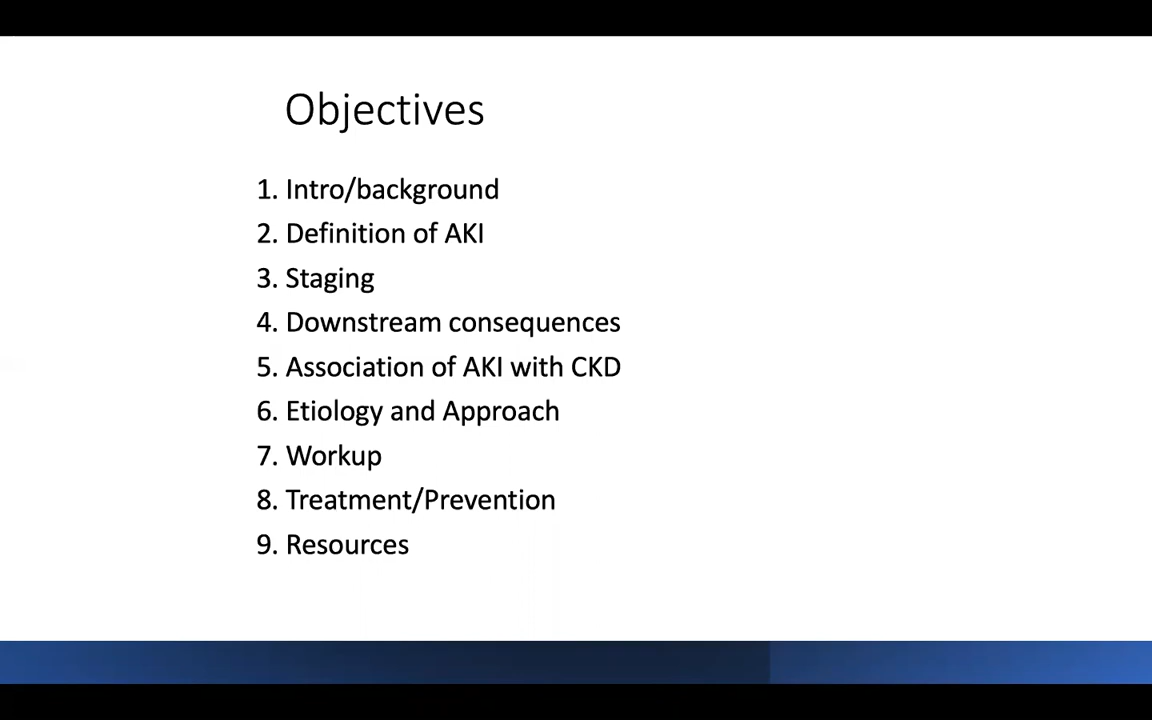 Objectives
1. Intro/background
2. Definition of AKI
3. Staging
4. Downstream consequences
5. Association of AKI with CKD
6. Etiology and Approach
7. Workup
8. Treatment/Prevention
9. Resources